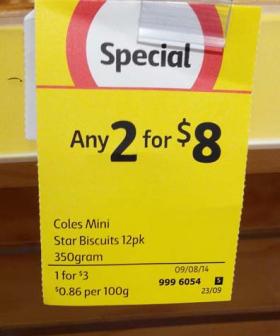 Special
Any 2 for $8
Coles Mini
Star Biscuits 12pk
350gram
1 for $3
$0.86 per 100g
09/08/14
999 6054 S
23/09